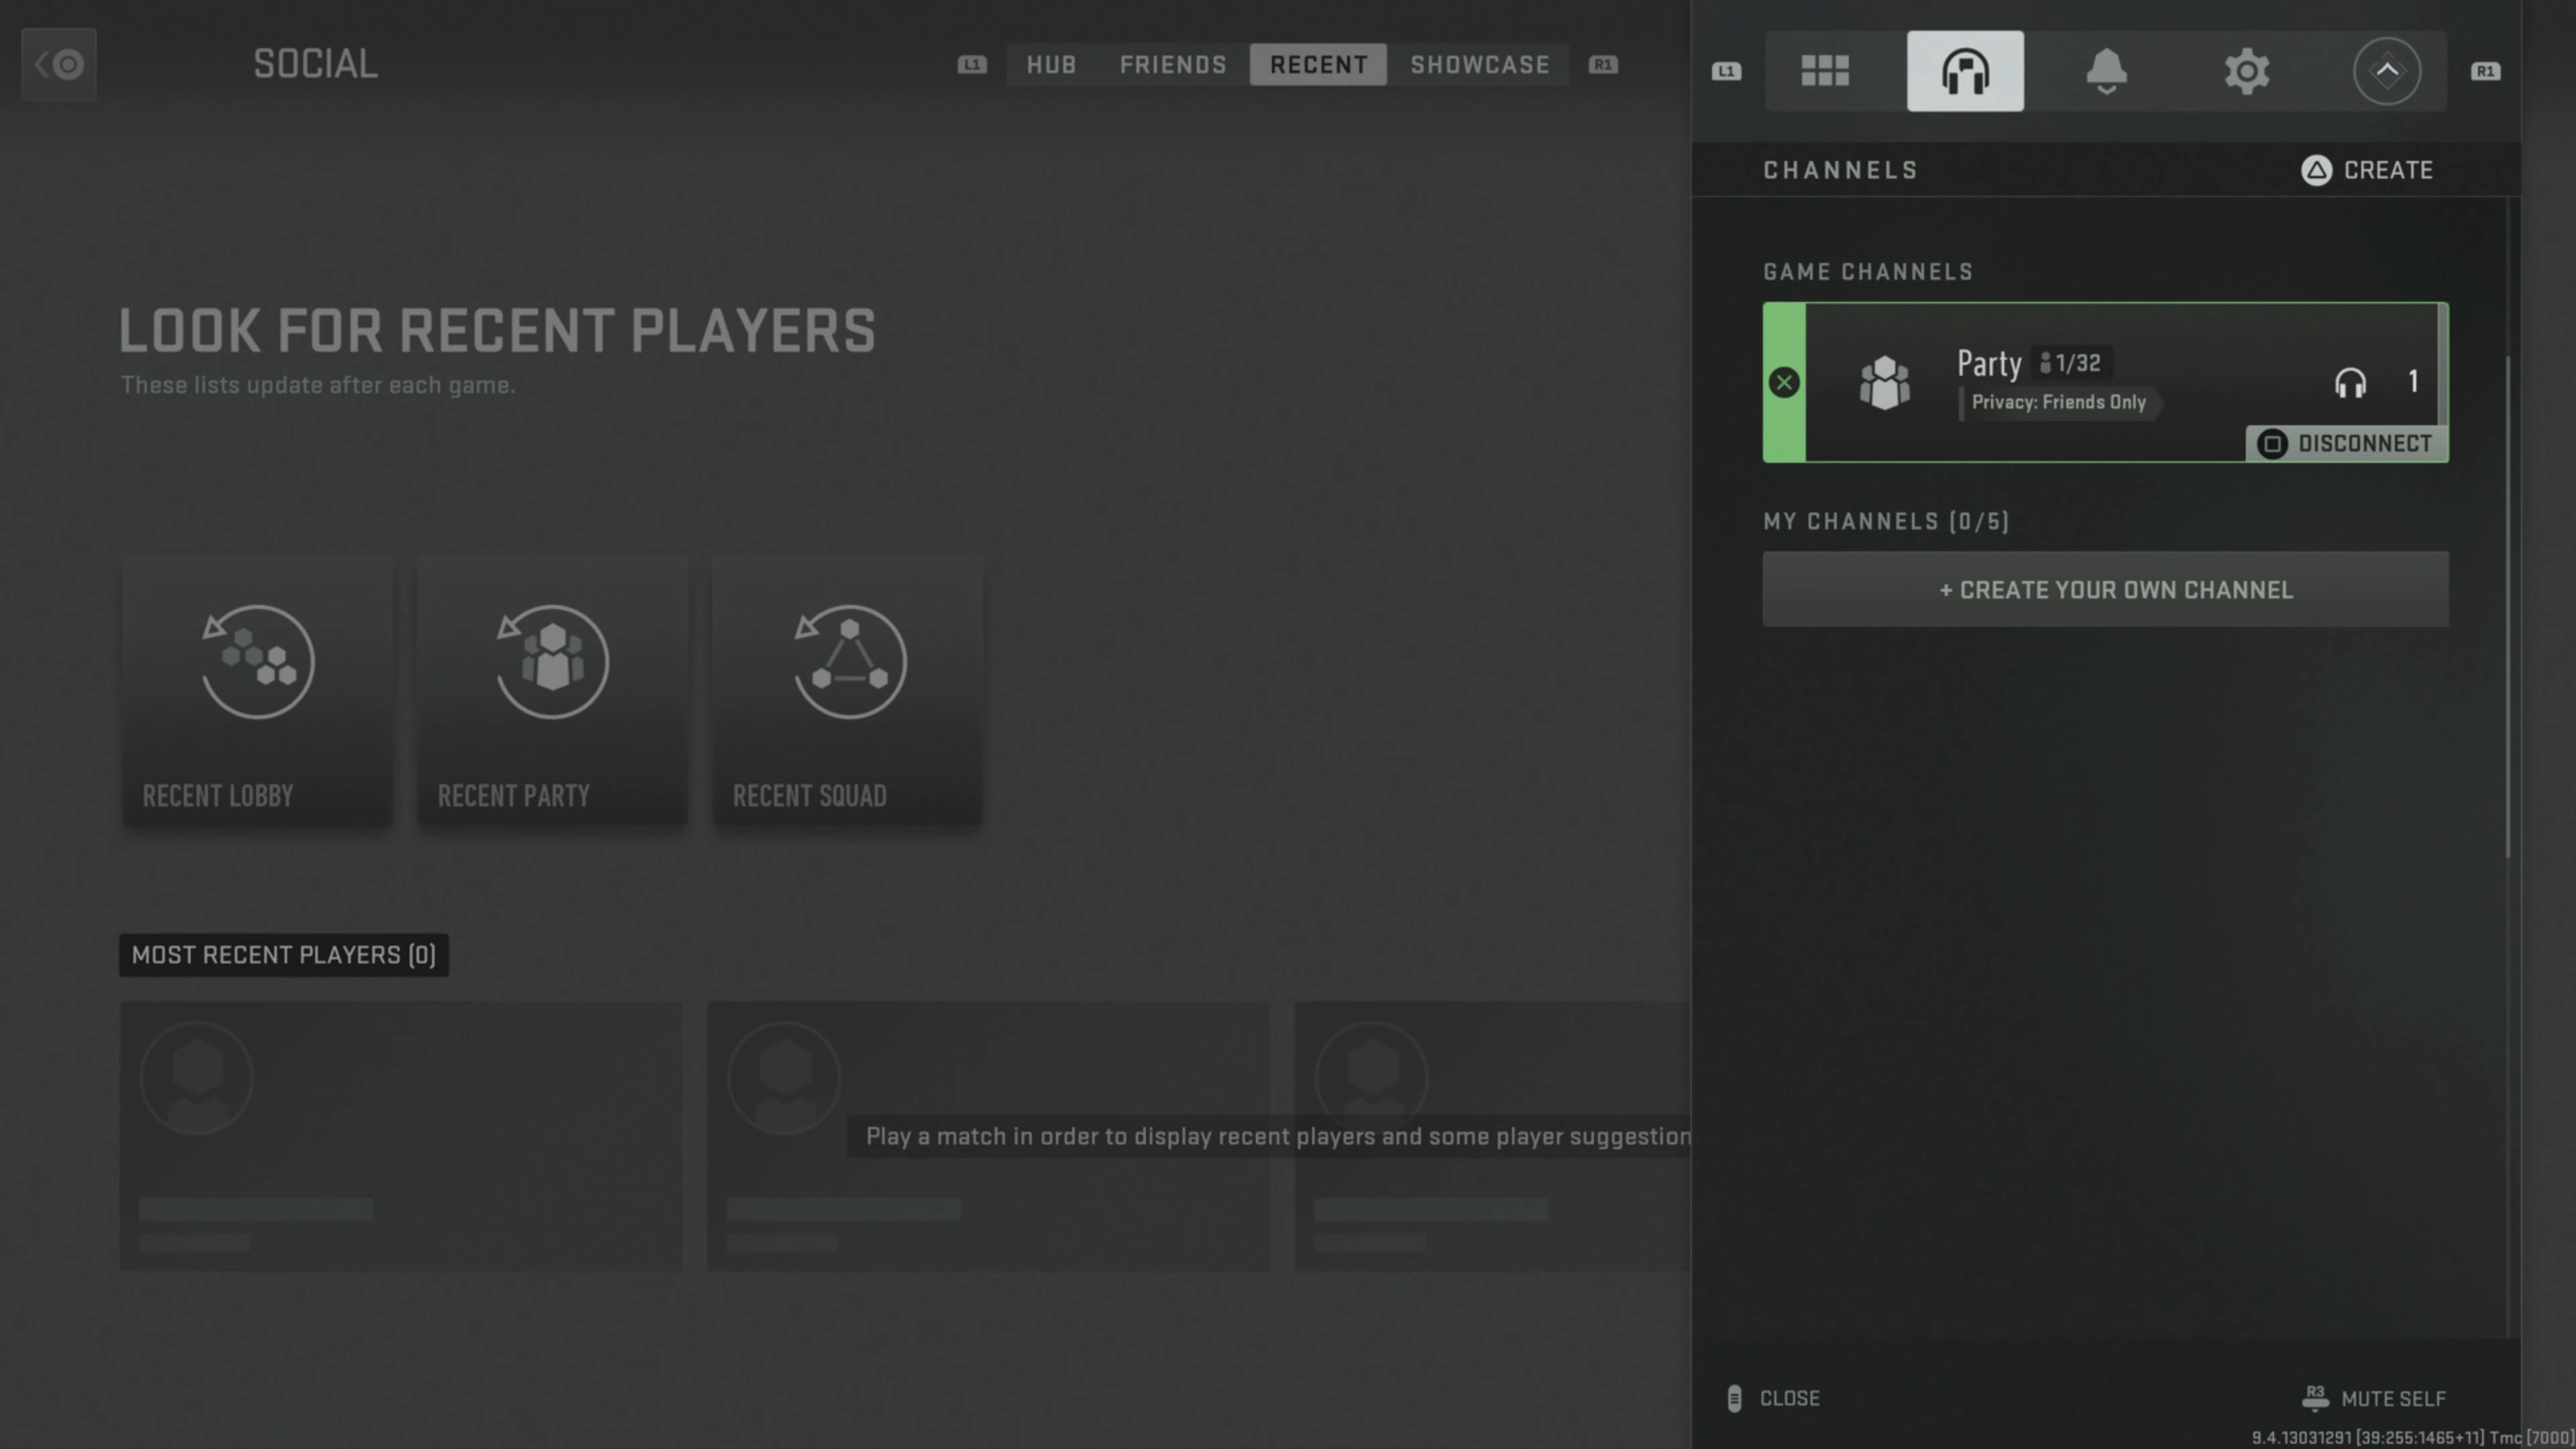 SOCIAL
L1 HUB FRIENDS RECENT SHOWCASE R1
LOOK FOR RECENT PLAYERS
These lists update after each game.
RECENT LOBBY
RECENT PARTY
RECENT SQUAD
MOST RECENT PLAYERS (0)
Play a match in order to display recent players and some player suggestion
L1 R1
CHANNELS
CREATE
GAME CHANNELS
Party 1/32
Privacy: Friends Only
1
DISCONNECT
MY CHANNELS (0/5)
+ CREATE YOUR OWN CHANNEL
CLOSE
R3 MUTE SELF
9.4.13031291 [39:255:1465+11] Tmc [7000]